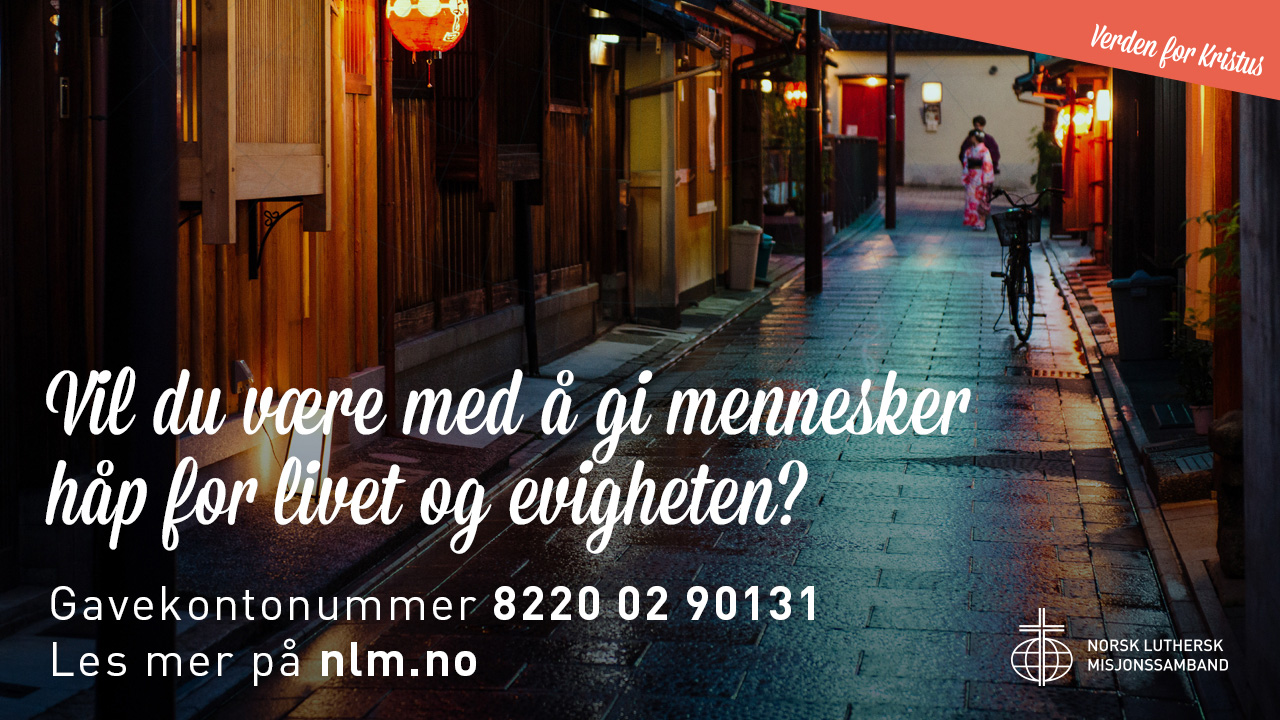 Verden for Kristus
Vil du være med å gi mennesker
håp for livet og evigheten?
Gavekontonummer 8220 02 90131
Les mer på nlm.no
NORSK LUTHERSK
MISJONSSAMBAND